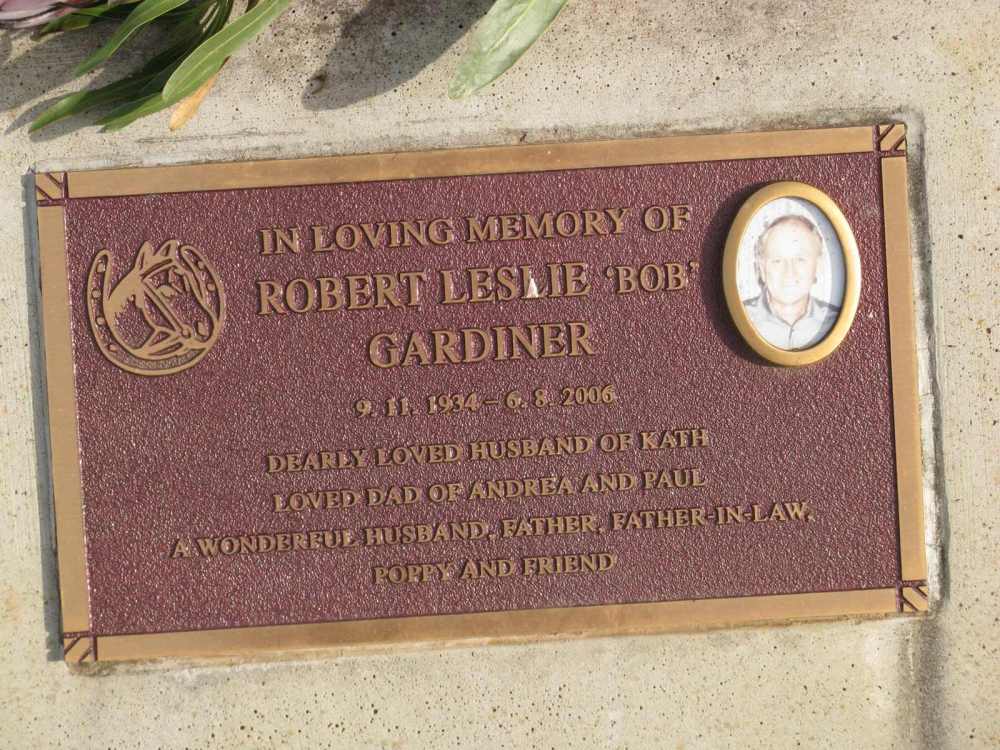 IN LOVING MEMORY OF
ROBERT LESLIE 'BOB'
GARDINER
9. 11. 1934 – 6. 8. 2006
DEARLY LOVED HUSBAND OF KATH
LOVED DAD OF ANDREA AND PAUL
A WONDERFUL HUSBAND, FATHER, FATHER-IN-LAW,
POPPY AND FRIEND